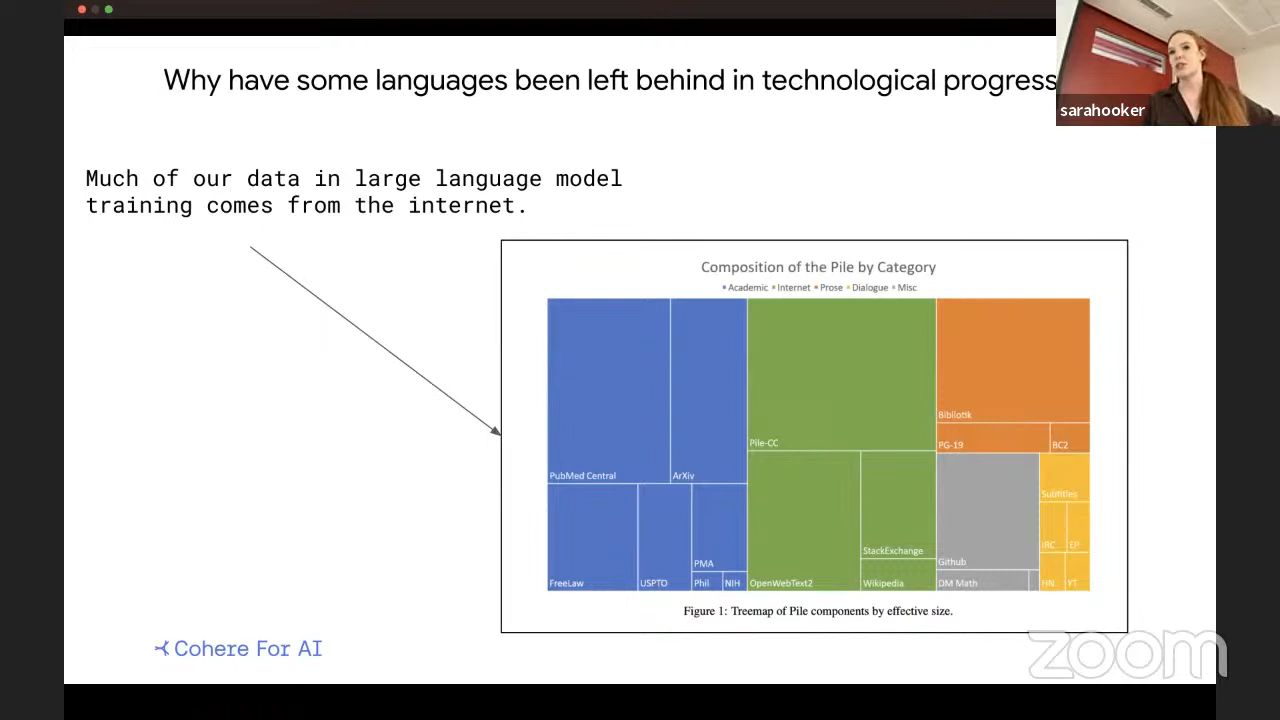 Why have some languages been left behind in technological progress
sarahooker
Much of our data in large language model
training comes from the internet.
Composition of the Pile by Category
Academic Internet Prose Dialogue Misc
Bibliotik
Pile-CC
PG-19
BC2
PubMed Central
ArXiv
Subtitles
StackExchange
IRC
EP
PMA
Github
FreeLaw
USPTO
Phil
NIH
OpenWebText2
Wikipedia
DM Math
HN
YT
Figure 1: Treemap of Pile components by effective size.
Cohere For AI
zoom